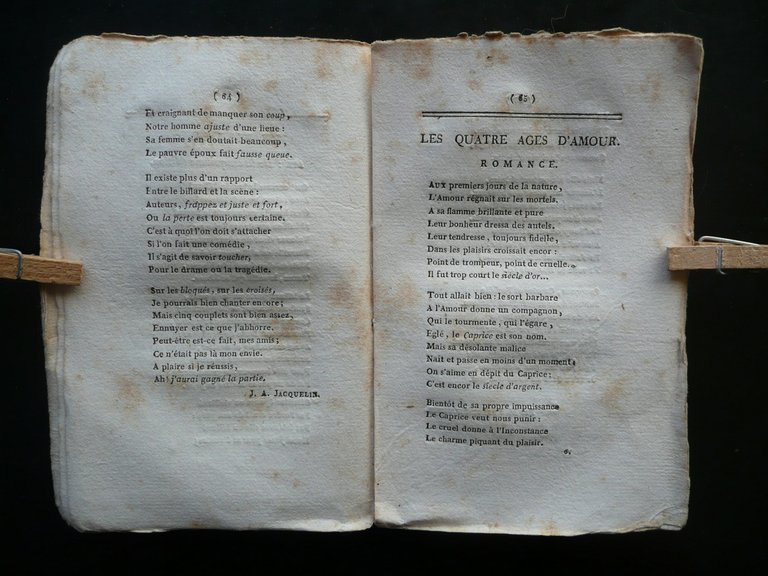 ( 64 )
Et craignant de manquer son coup,
Notre homme ajuste d'une lieue :
Sa femme s'en doutait beaucoup,
Le pauvre époux fait fausse queue.
Il existe plus d'un rapport
Entre le billard et la scène :
Auteurs, frappez et juste et fort,
Ou la perte est toujours certaine.
C'est à quoi l'on doit s'attacher
Si l'on fait une comédie,
Il s'agit de savoir toucher,
Pour le drame ou la tragédie.
Sur les bloqués, sur les croisés,
Je pourrais bien chanter encore;
Mais cinq couplets sont bien assez,
Ennuyer est ce que j'abhorre.
Peut-être est-ce fait, mes amis;
Ce n'était pas là mon envie.
A plaire si je réussis,
Ah! j'aurai gagné la partie.
J. A. JACQUELIN.
( 65 )
LES QUATRE AGES D'AMOUR.
ROMANCE.
AUX premiers jours de la nature,
L'Amour régnait sur les mortels.
A sa flamme brillante et pure
Leur bonheur dressa des autels.
Leur tendresse, toujours fidelle,
Dans les plaisirs croissait encor :
Point de trompeur, point de cruelle..
Il fut trop court le siècle d'or...
Tout allait bien : le sort barbare
A l'Amour donne un compagnon,
Qui le tourmente, qui l'égare,
Eglé, le Caprice est son nom.
Mais sa désolante malice
Nait et passe en moins d'un moment;
On s'aime en dépit du Caprice :
C'est encor le siècle d'argent.
Bientôt de sa propre impuissance
Le Caprice veut nous punir :
Le cruel donne à l'Inconstance
Le charme piquant du plaisir.
6.